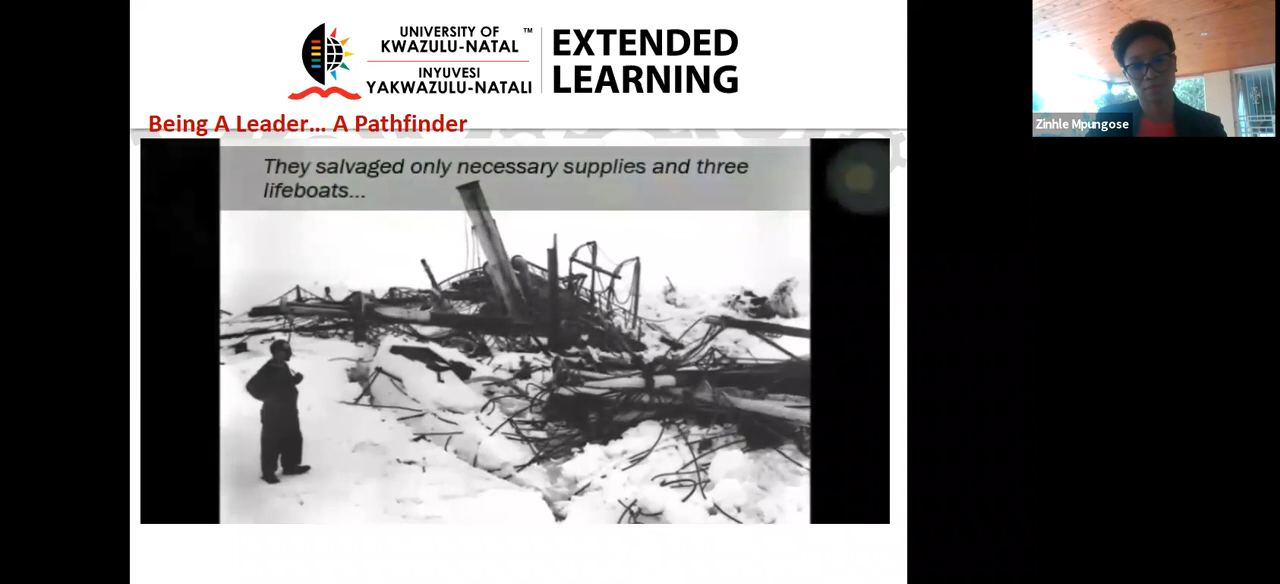 UNIVERSITY OF
KWAZULU-NATAL
™
INYUVESI
YAKWAZULU-NATALI
EXTENDED
LEARNING
Being A Leader... A Pathfinder
They salvaged only necessary supplies and three
lifeboats...
Zinhle Mpungose